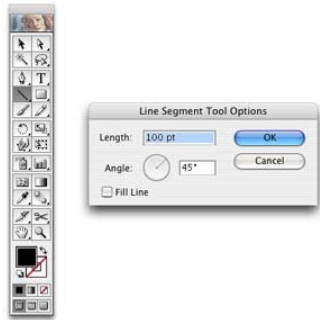 T
Line Segment Tool Options
Length: 100 pt OK
Angle: 45° Cancel
Fill Line